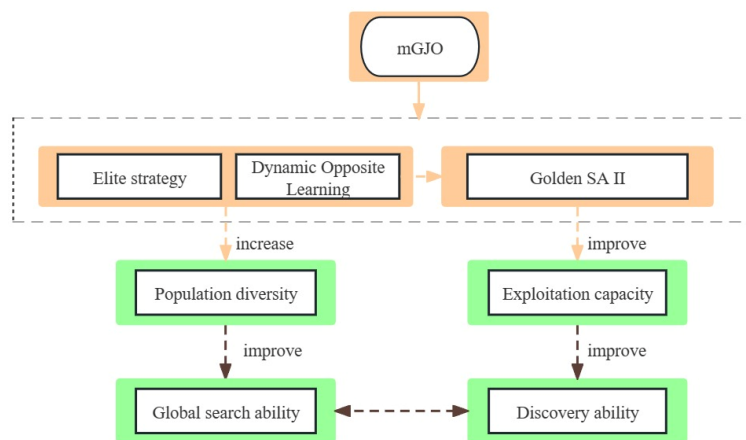 mGJO
Elite strategy
Dynamic Opposite
Learning
Golden SA II
increase
improve
Population diversity
Exploitation capacity
improve
improve
Global search ability
Discovery ability